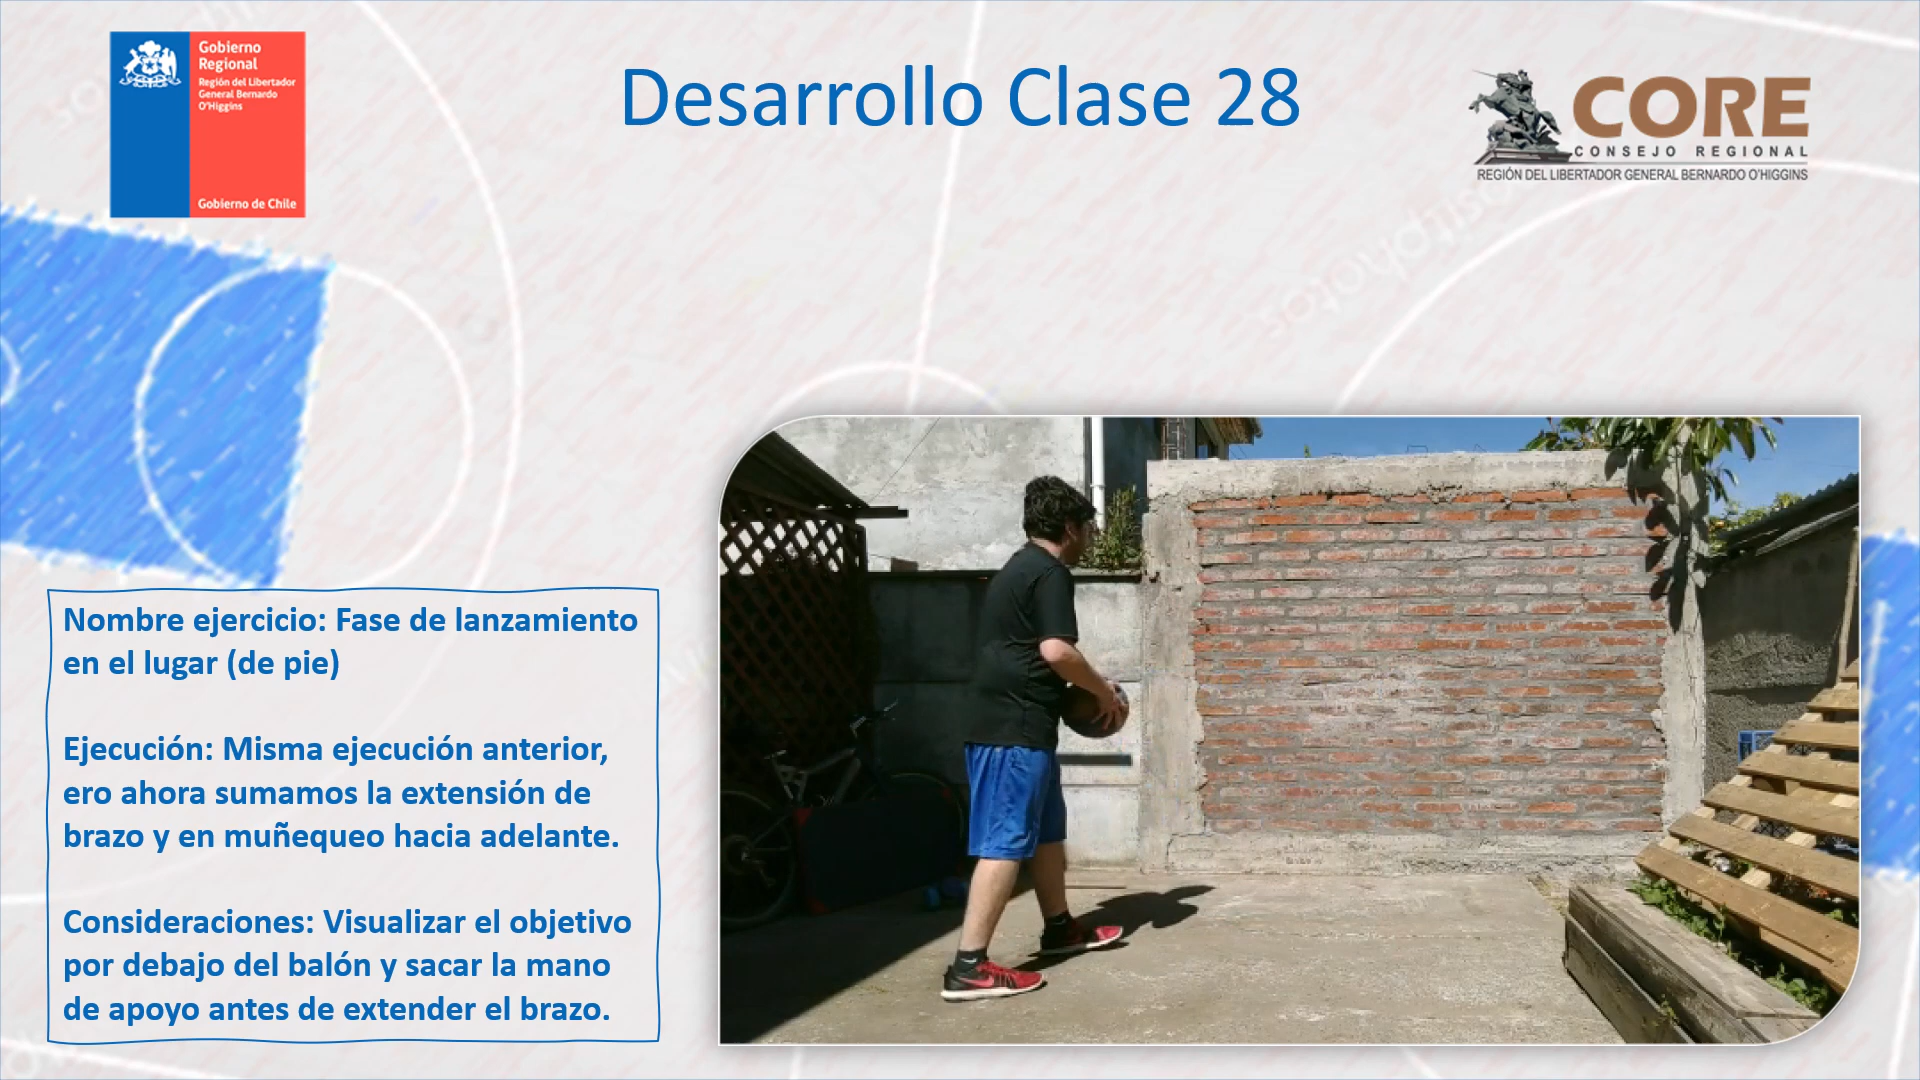 Gobierno
Regional
Región del Libertador
General Bernardo
O'Higgins
Gobierno de Chile
Desarrollo Clase 28
CORE
CONSEJO REGIONAL
REGIÓN DEL LIBERTADOR GENERAL BERNARDO O'HIGGINS
Nombre ejercicio: Fase de lanzamiento
en el lugar (de pie)
Ejecución: Misma ejecución anterior,
ero ahora sumamos la extensión de
brazo y en muñequeo hacia adelante.
Consideraciones: Visualizar el objetivo
por debajo del balón y sacar la mano
de apoyo antes de extender el brazo.